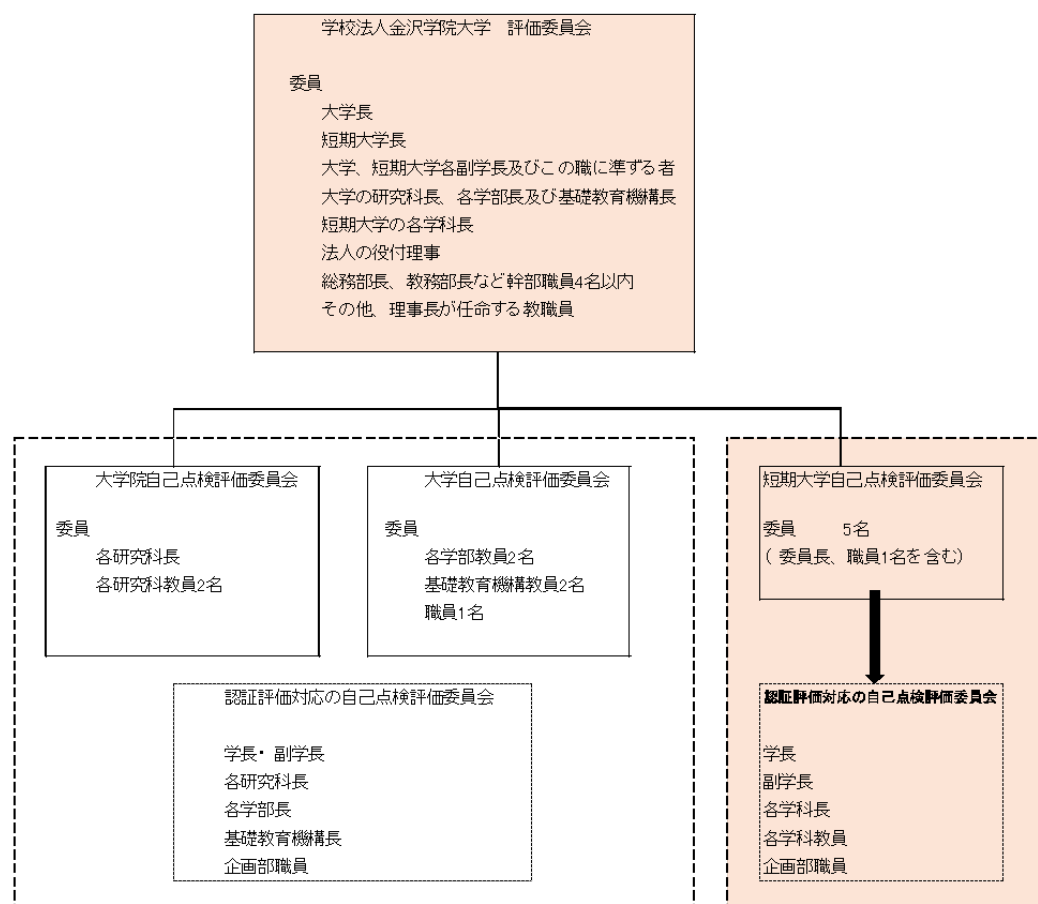 学校法人金沢学院大学　評価委員会
委員
大学長
短期大学長
大学、短期大学各副学長及びこの職に準ずる者
大学の研究科長、各学部長及び基礎教育機構長
短期大学の各学科長
法人の役付理事
総務部長、教務部長など幹部職員4名以内
その他、理事長が任命する教職員
大学院自己点検評価委員会
委員
各研究科長
各研究科教員2名
大学自己点検評価委員会
委員
各学部教員2名
基礎教育機構教員2名
職員1名
認証評価対応の自己点検評価委員会
学長・副学長
各研究科長
各学部長
基礎教育機構長
企画部職員
短期大学自己点検評価委員会
委員　　5名
(委員長、職員1名を含む)
認証評価対応の自己点検評価委員会
学長
副学長
各学科長
各学科教員
企画部職員